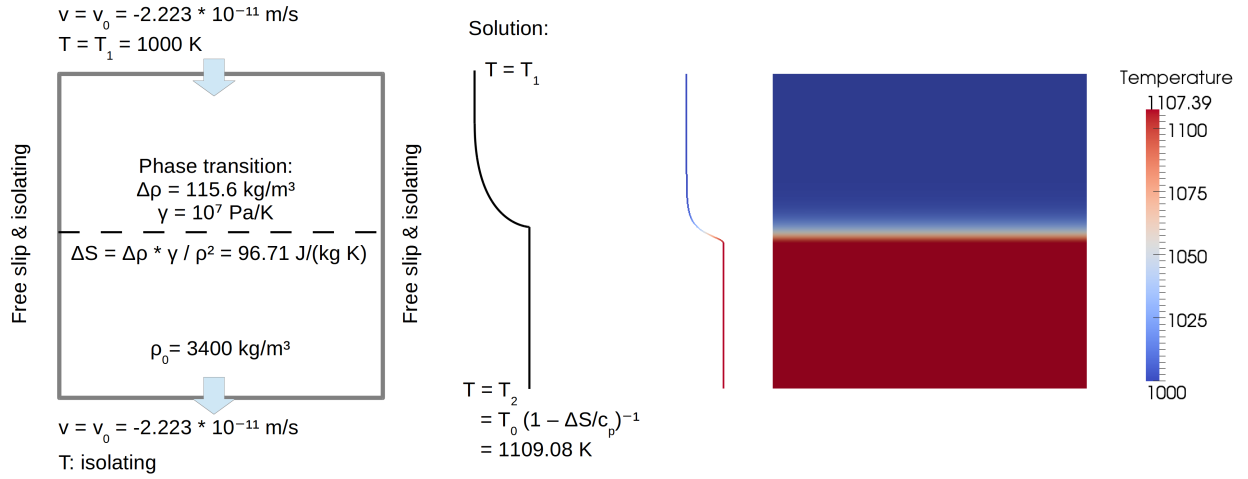 v = v₀ = -2.223 * 10⁻¹¹ m/s
T = T₁ = 1000 K
Free slip & isolating
Phase transition:
Δρ = 115.6 kg/m³
γ = 10⁷ Pa/K
ΔS = Δρ * γ / ρ² = 96.71 J/(kg K)
ρ₀= 3400 kg/m³
Free slip & isolating
v = v₀ = -2.223 * 10⁻¹¹ m/s
T: isolating
Solution:
T = T₁
T = T₂
= T₀ (1 – ΔS/cₚ)⁻¹
= 1109.08 K
Temperature
1107.39
1100
1075
1050
1025
1000